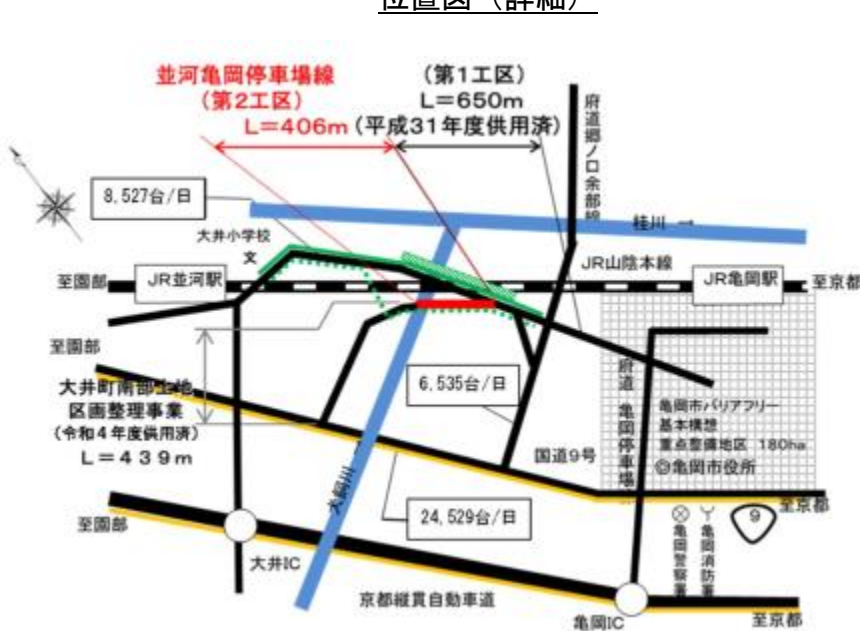 位置図（詳細）
並河亀岡停車場線
（第2工区）
L=406m
（第1工区）
L=650m
（平成31年度供用済）
府道郷ノ口余部線
8,527台/日
大井小学校
文
桂川 →
JR山陰本線
至園部
JR並河駅
JR亀岡駅
至京都
至園部
大井町南部土地
区画整理事業
（令和4年度供用済）
L=439m
6,535台/日
府道 亀岡停車場
亀岡市バリアフリー
基本構想
重点整備地区 180ha
◎亀岡市役所
国道9号
犬飼川
24,529台/日
至京都
9
亀岡警察署
亀岡消防署
至園部
大井IC
京都縦貫自動車道
亀岡IC
至京都